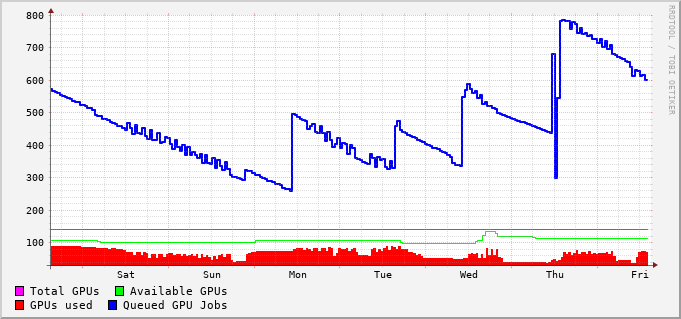 800
700
600
500
400
300
200
100
Sat Sun Mon Tue Wed Thu Fri
Total GPUs Available GPUs
GPUs used Queued GPU Jobs
RRDTOOL / TOBI OETIKER